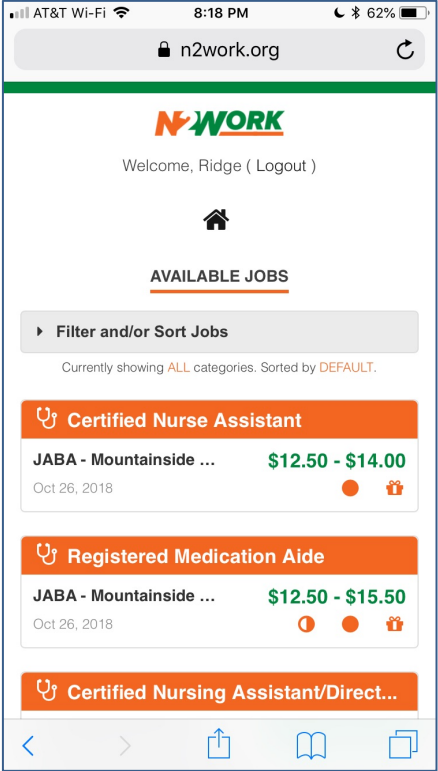 AT&T Wi-Fi 8:18 PM 62%
n2work.org
N2WORK
Welcome, Ridge ( Logout )
AVAILABLE JOBS
Filter and/or Sort Jobs
Currently showing ALL categories. Sorted by DEFAULT.
Certified Nurse Assistant
JABA - Mountainside ... $12.50 - $14.00
Oct 26, 2018
Registered Medication Aide
JABA - Mountainside ... $12.50 - $15.50
Oct 26, 2018
Certified Nursing Assistant/Direct...